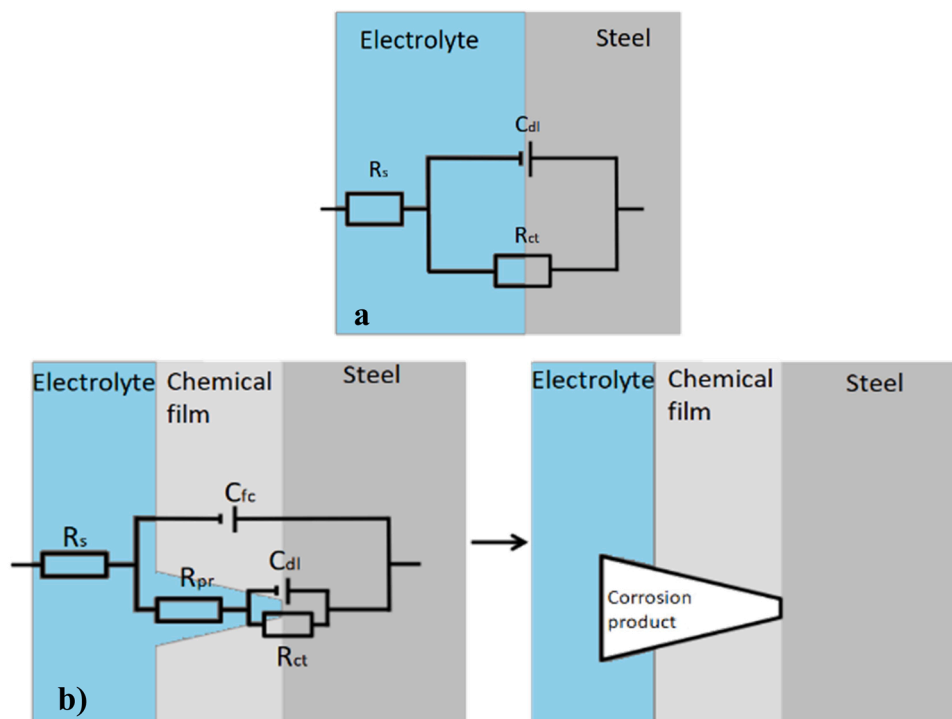 Electrolyte
Steel
Cdl
Rs
Rct
a
Electrolyte
Chemical
film
Steel
Cfc
Rs
Cdl
Rpr
Rct
b)
Electrolyte
Chemical
film
Steel
Corrosion
product